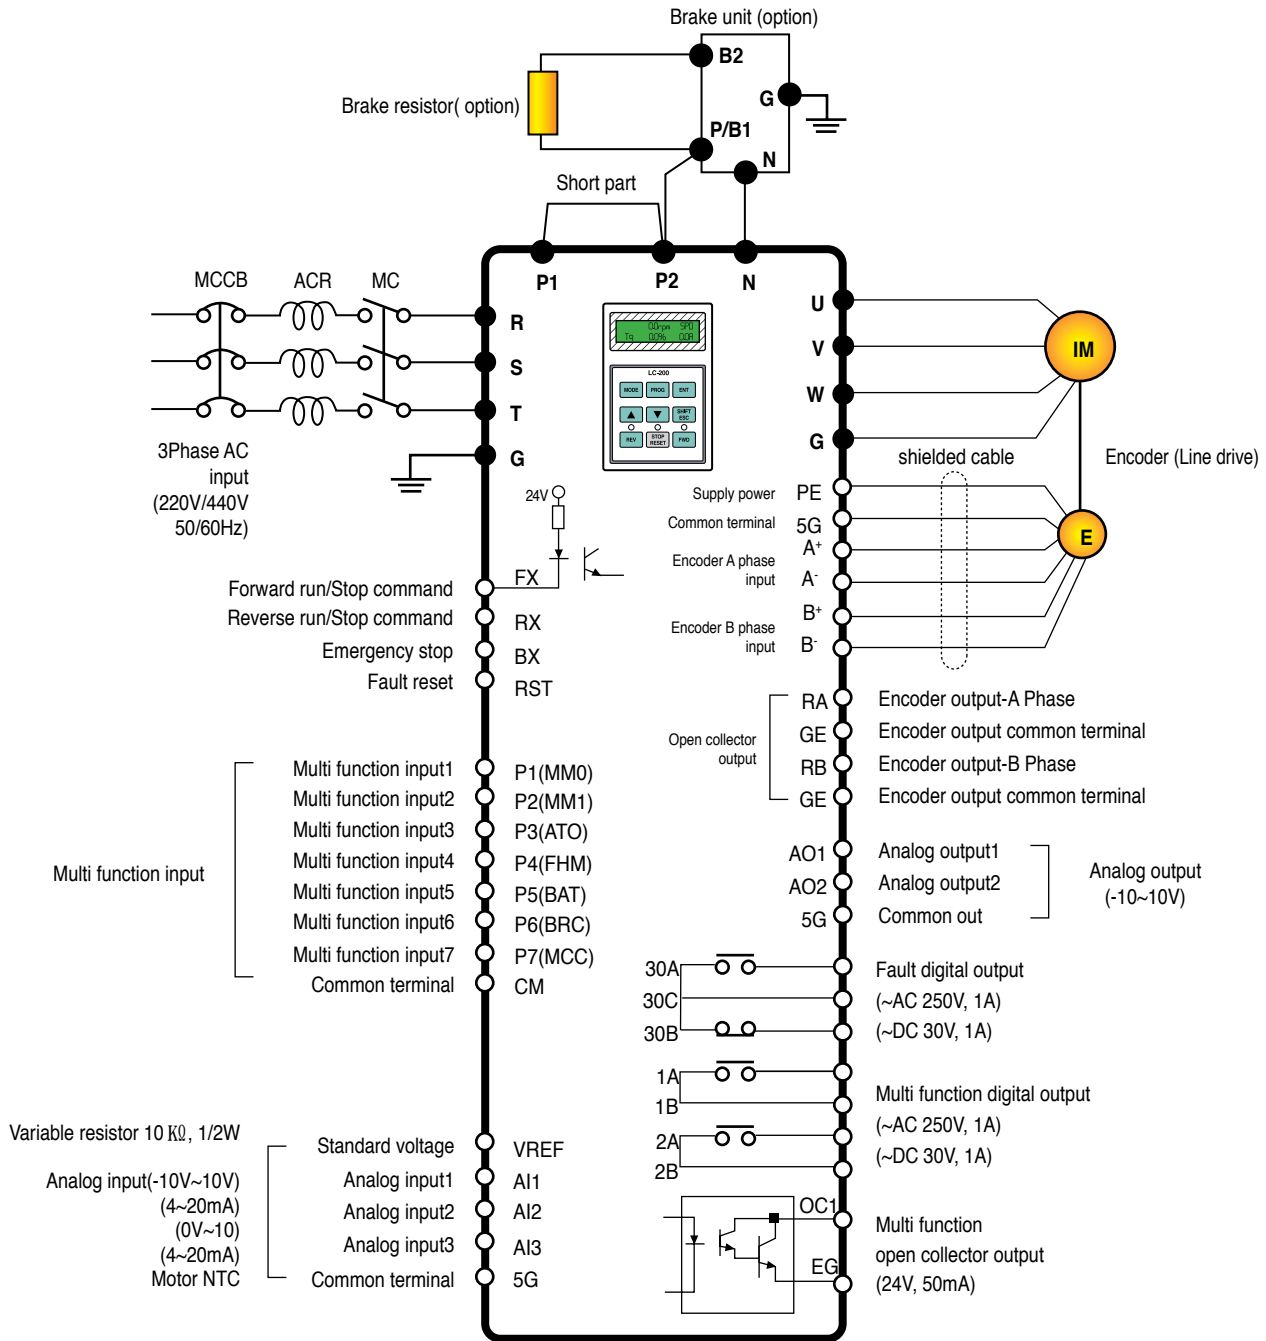 Brake unit (option)
B2
G
Brake resistor( option)
P/B1
N
Short part
P1
P2
N
MCCB
ACR
MC
R
S
T
G
3Phase AC
input
(220V/440V
50/60Hz)
0.0rpm SPD
Tq 0.0% 0.0A
LC-200
MODE
PROG
ENT
SHIFT
ESC
REV
STOP
RESET
FWD
U
V
W
G
IM
shielded cable
Encoder (Line drive)
E
Supply power
PE
Common terminal
5G
Encoder A phase
input
A+
A-
Encoder B phase
input
B+
B-
24V
FX
Forward run/Stop command
Reverse run/Stop command
RX
Emergency stop
BX
Fault reset
RST
Open collector
output
RA
Encoder output-A Phase
GE
Encoder output common terminal
RB
Encoder output-B Phase
GE
Encoder output common terminal
Multi function input
Multi function input1
P1(MM0)
Multi function input2
P2(MM1)
Multi function input3
P3(ATO)
Multi function input4
P4(FHM)
Multi function input5
P5(BAT)
Multi function input6
P6(BRC)
Multi function input7
P7(MCC)
Common terminal
CM
AO1
Analog output1
AO2
Analog output2
5G
Common out
Analog output
(-10~10V)
30A
30C
30B
Fault digital output
(~AC 250V, 1A)
(~DC 30V, 1A)
1A
1B
2A
2B
Multi function digital output
(~AC 250V, 1A)
(~DC 30V, 1A)
Variable resistor 10 KΩ, 1/2W
Analog input(-10V~10V)
(4~20mA)
(0V~10)
(4~20mA)
Motor NTC
Standard voltage
VREF
Analog input1
AI1
Analog input2
AI2
Analog input3
AI3
Common terminal
5G
OC1
EG
Multi function
open collector output
(24V, 50mA)